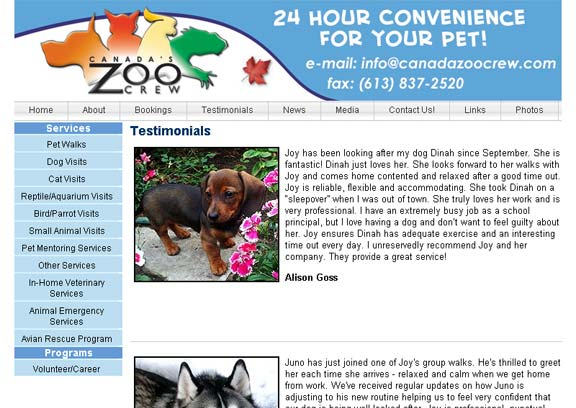 24 HOUR CONVENIENCE
FOR YOUR PET!
e-mail: info@canadazoocrew.com
fax: (613) 837-2520
CANADA'S
ZOO
CREW
Home About Bookings Testimonials News Media Contact Us! Links Photos
Services
Pet Walks
Dog Visits
Cat Visits
Reptile/Aquarium Visits
Bird/Parrot Visits
Small Animal Visits
Pet Mentoring Services
Other Services
In-Home Veterinary
Services
Animal Emergency
Services
Avian Rescue Program
Programs
Volunteer/Career
Testimonials
Joy has been looking after my dog Dinah since September. She is
fantastic! Dinah just loves her. She looks forward to her walks with
Joy and comes home contented and relaxed after a good time out.
Joy is reliable, flexible and accommodating. She took Dinah on a
"sleepover" when I was out of town. She truly loves her work and is
very professional. I have an extremely busy job as a school
principal, but I love having a dog and don't want to feel guilty about
her. Joy ensures Dinah has adequate exercise and an interesting
time out every day. I unreservedly recommend Joy and her
company. They provide a great service!
Alison Goss
Juno has just joined one of Joy's group walks. He's thrilled to greet
her each time she arrives - relaxed and calm when we get home
from work. We've received regular updates on how Juno is
adjusting to his new routine helping us to feel very confident that
our dog is being well looked after. Joy is professional, punctual